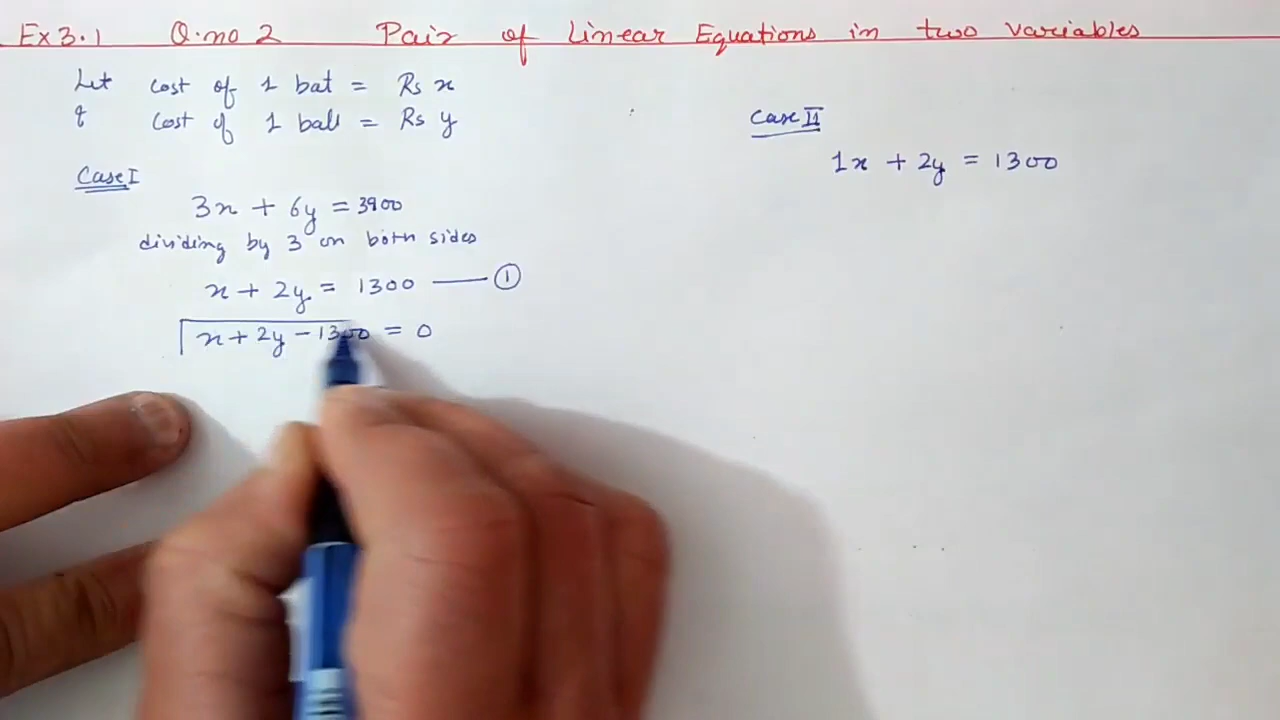 Ex 3.1 Q.no 2 Pair of Linear Equations in two variables
Let cost of 1 bat = Rs x
& cost of 1 ball = Rs y
Case I
3x + 6y = 3900
dividing by 3 on both sides
x + 2y = 1300 —— ①
x + 2y - 1300 = 0
Case II
1x + 2y = 1300